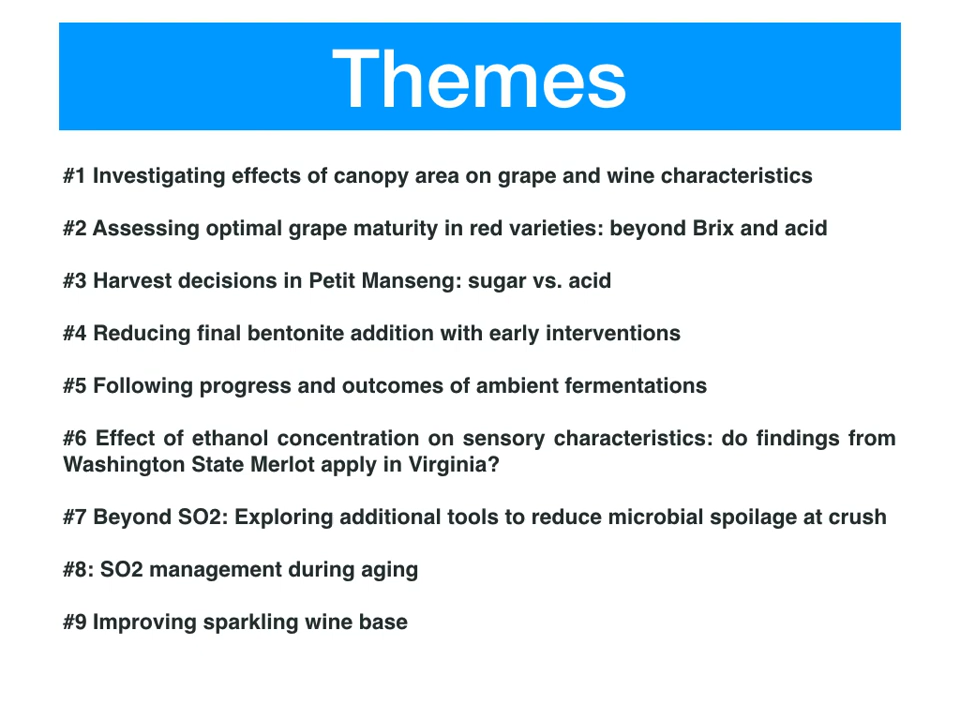 Themes
#1 Investigating effects of canopy area on grape and wine characteristics
#2 Assessing optimal grape maturity in red varieties: beyond Brix and acid
#3 Harvest decisions in Petit Manseng: sugar vs. acid
#4 Reducing final bentonite addition with early interventions
#5 Following progress and outcomes of ambient fermentations
#6 Effect of ethanol concentration on sensory characteristics: do findings from
Washington State Merlot apply in Virginia?
#7 Beyond SO2: Exploring additional tools to reduce microbial spoilage at crush
#8: SO2 management during aging
#9 Improving sparkling wine base